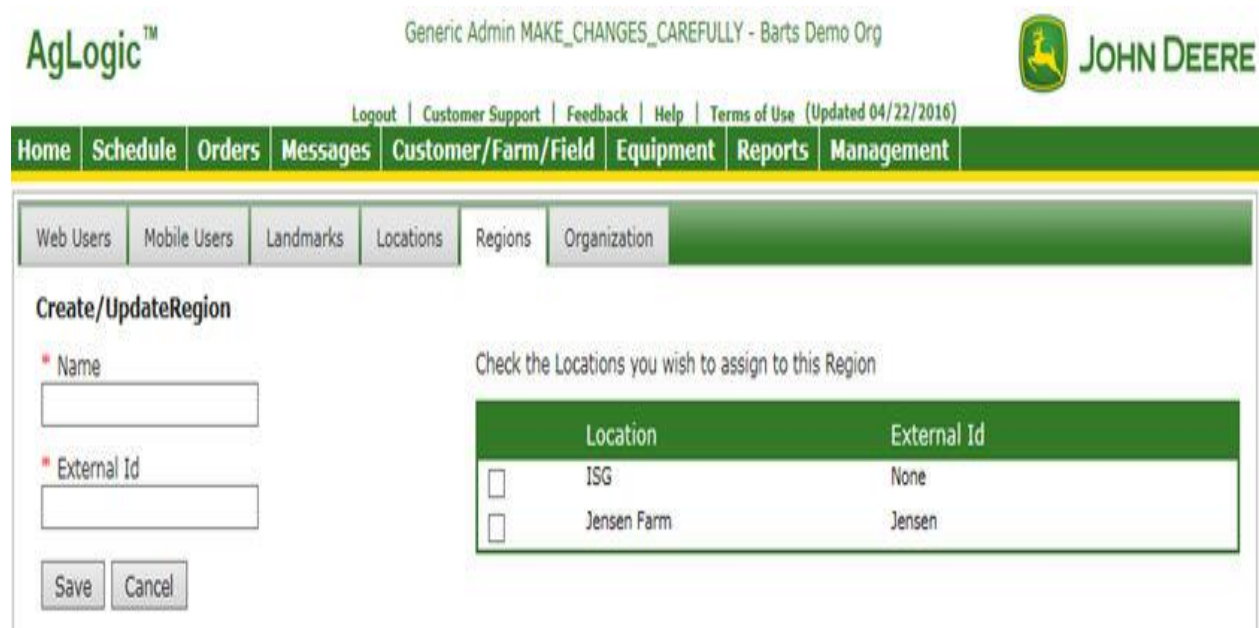 AgLogic™
Generic Admin MAKE_CHANGES_CAREFULLY - Barts Demo Org
JOHN DEERE
Logout | Customer Support | Feedback | Help | Terms of Use (Updated 04/22/2016)
Home Schedule Orders Messages Customer/Farm/Field Equipment Reports Management
Web Users Mobile Users Landmarks Locations Regions Organization
Create/UpdateRegion
* Name
Check the Locations you wish to assign to this Region
Location External Id
* External Id
ISG None
Jensen Farm Jensen
Save Cancel